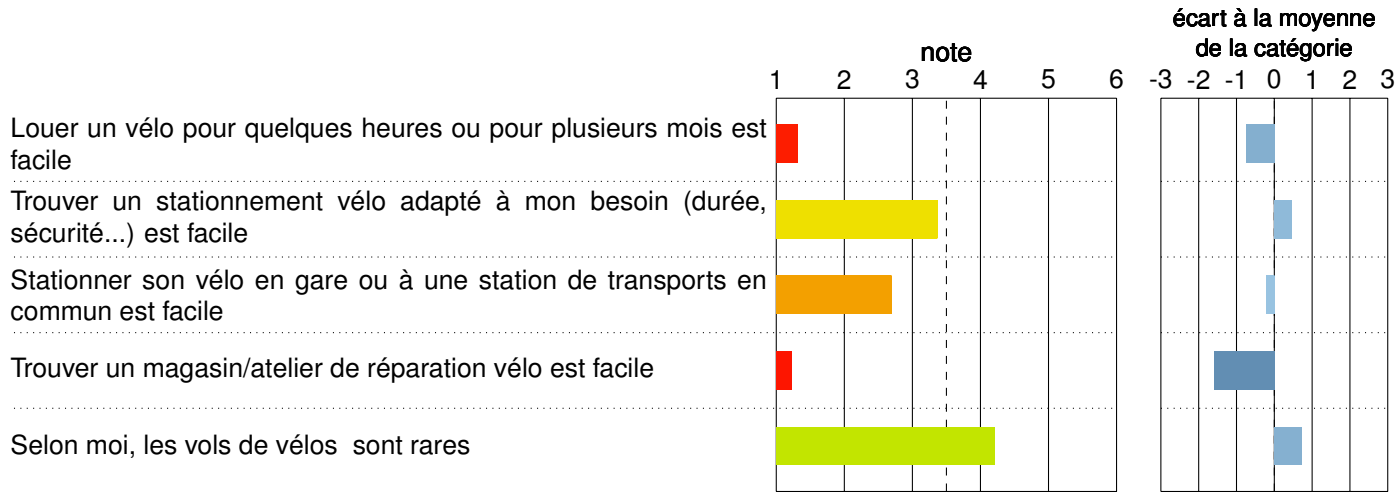 écart à la moyenne
de la catégorie
note
1 2 3 4 5 6
-3 -2 -1 0 1 2 3
Louer un vélo pour quelques heures ou pour plusieurs mois est
facile
Trouver un stationnement vélo adapté à mon besoin (durée,
sécurité...) est facile
Stationner son vélo en gare ou à une station de transports en
commun est facile
Trouver un magasin/atelier de réparation vélo est facile
Selon moi, les vols de vélos sont rares